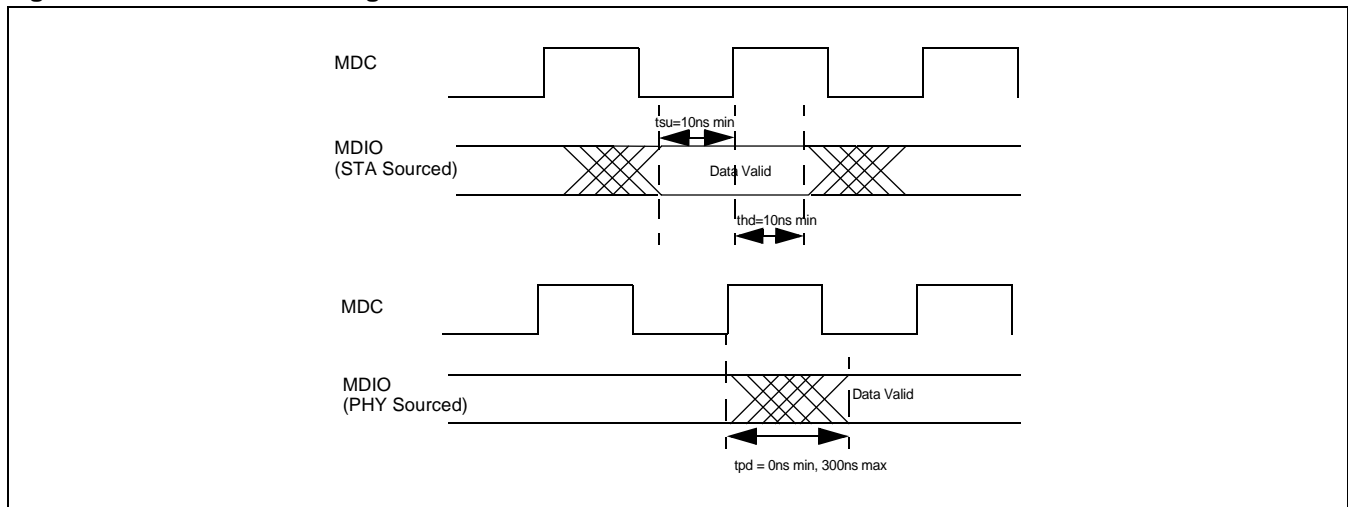 MDC
tsu=10ns min
MDIO
(STA Sourced)
Data Valid
thd=10ns min
MDC
MDIO
(PHY Sourced)
Data Valid
tpd = 0ns min, 300ns max